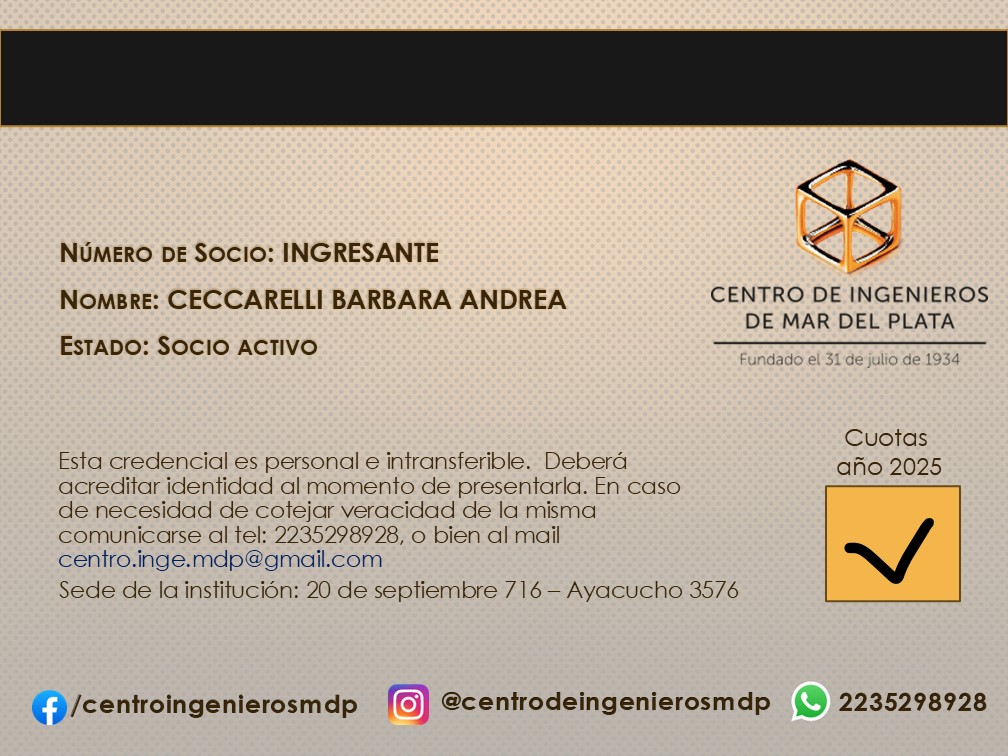 NÚMERO DE SOCIO: INGRESANTE
NOMBRE: CECCARELLI BARBARA ANDREA
ESTADO: SOCIO ACTIVO
CENTRO DE INGENIEROS
DE MAR DEL PLATA
Fundado el 31 de julio de 1934
Cuotas
año 2025
Esta credencial es personal e intransferible.  Deberá
acreditar identidad al momento de presentarla. En caso
de necesidad de cotejar veracidad de la misma
comunicarse al tel: 2235298928, o bien al mail
centro.inge.mdp@gmail.com
Sede de la institución: 20 de septiembre 716 – Ayacucho 3576
/centroingenierosmdp
@centrodeingenierosmdp
2235298928